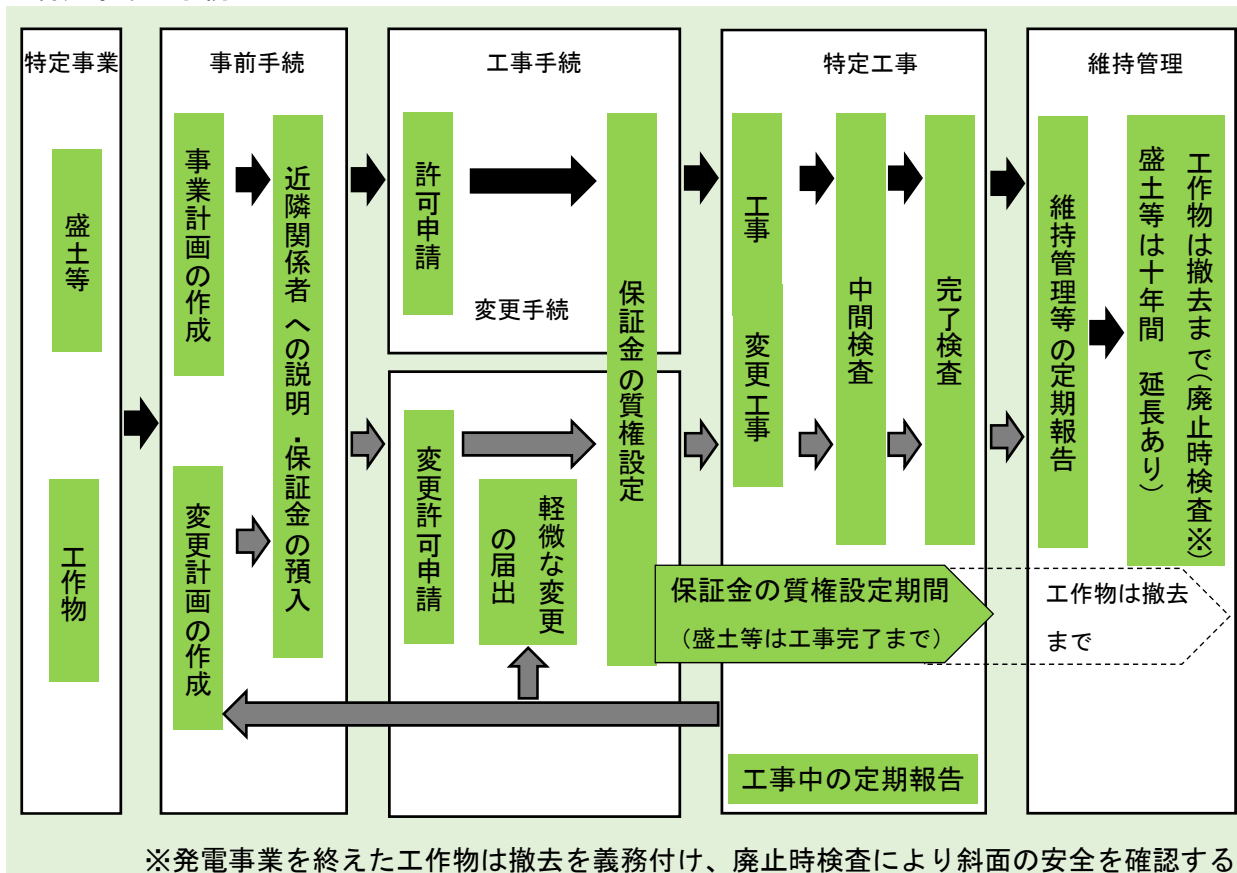 特定事業
盛土等
工作物
事前手続
事業計画の作成
変更計画の作成
近隣関係者への説明・保証金の預入
工事手続
許可申請
変更手続
変更許可申請
軽微な変更
の届出
保証金の質権設定
特定工事
工事
変更工事
中間検査
完了検査
保証金の質権設定期間
（盛土等は工事完了まで）
工事中の定期報告
維持管理
維持管理等の定期報告
工作物は撤去まで（廃止時検査※）
盛土等は十年間　延長あり）
工作物は撤去
まで
※発電事業を終えた工作物は撤去を義務付け、廃止時検査により斜面の安全を確認する